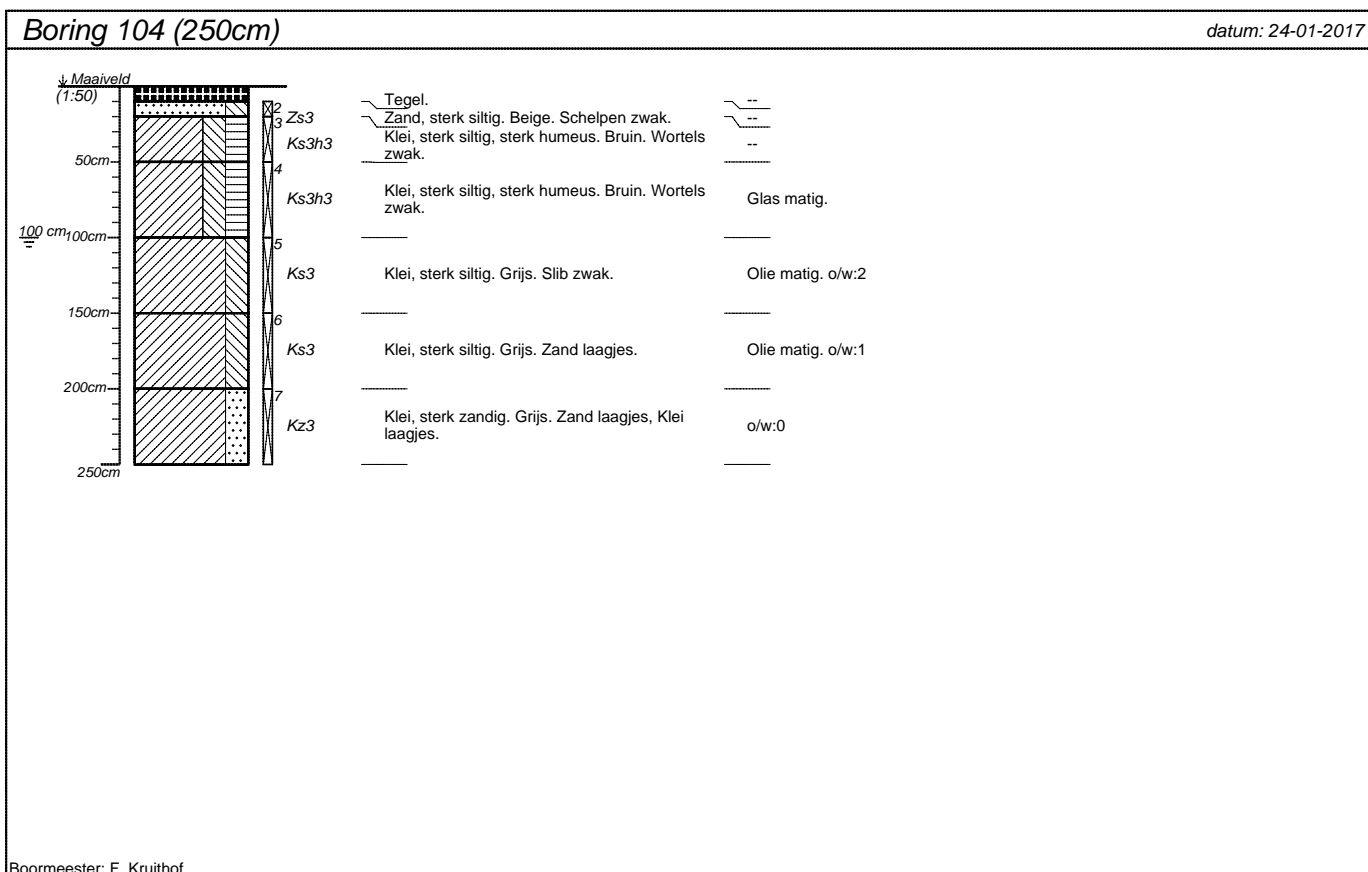 Boring 104 (250cm)
datum: 24-01-2017
Maaiveld
(1:50)
Tegel. --
2 Zs3 Zand, sterk siltig. Beige. Schelpen zwak. --
3 Ks3h3 Klei, sterk siltig, sterk humeus. Bruin. Wortels
zwak. --
50cm
4 Ks3h3 Klei, sterk siltig, sterk humeus. Bruin. Wortels
zwak. Glas matig.
100 cm 100cm
5 Ks3 Klei, sterk siltig. Grijs. Slib zwak. Olie matig. o/w:2
150cm
6 Ks3 Klei, sterk siltig. Grijs. Zand laagjes. Olie matig. o/w:1
200cm
7 Kz3 Klei, sterk zandig. Grijs. Zand laagjes, Klei
laagjes. o/w:0
250cm
Boormeester: F. Kruithof